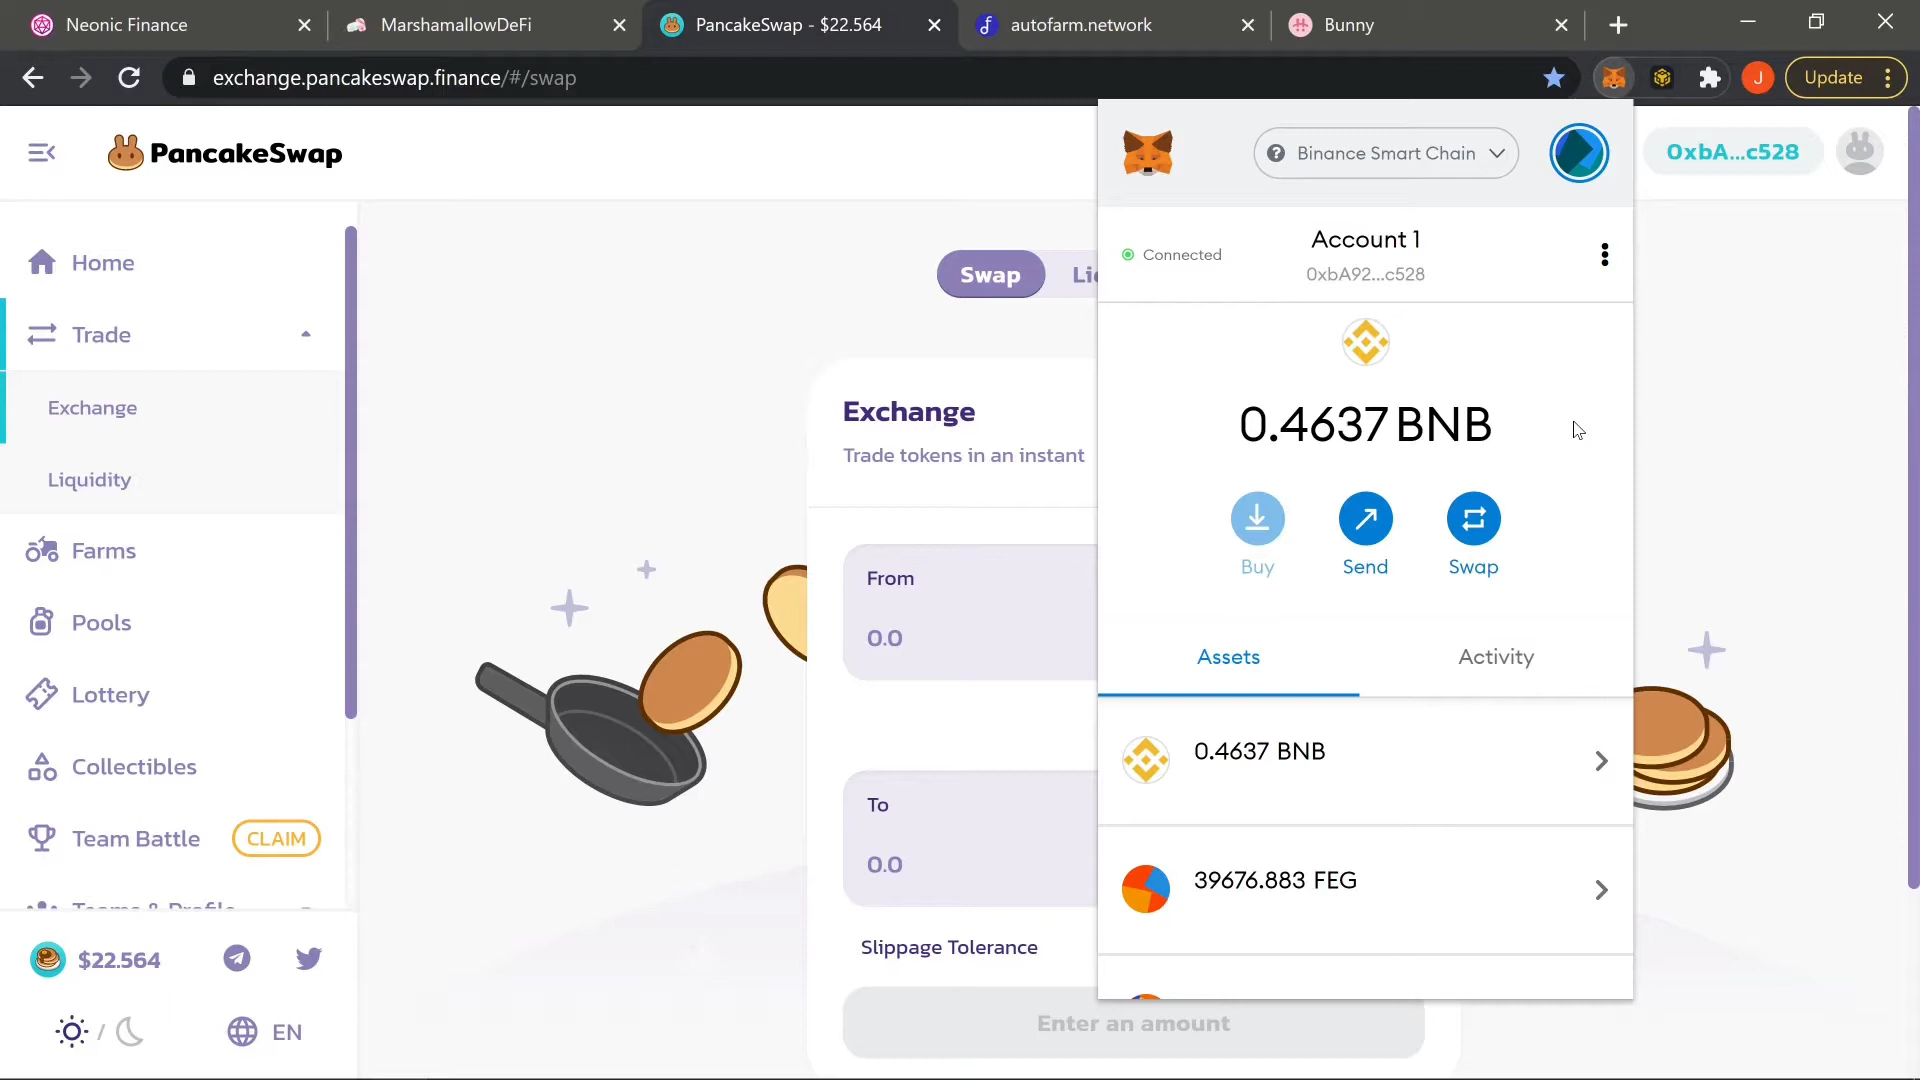 Neonic Finance
MarshamallowDeFi
PancakeSwap - $22.564
autofarm.network
Bunny
exchange.pancakeswap.finance/#/swap
J
Update
PancakeSwap
Binance Smart Chain
0xbA...c528
Home
Trade
Exchange
Liquidity
Farms
Pools
Lottery
Collectibles
Team Battle
CLAIM
Teams & Profile
$22.564
EN
Swap
Li
Exchange
Trade tokens in an instant
From
0.0
To
0.0
Slippage Tolerance
Enter an amount
Connected
Account 1
0xbA92...c528
0.4637 BNB
Buy
Send
Swap
Assets
Activity
0.4637 BNB
39676.883 FEG